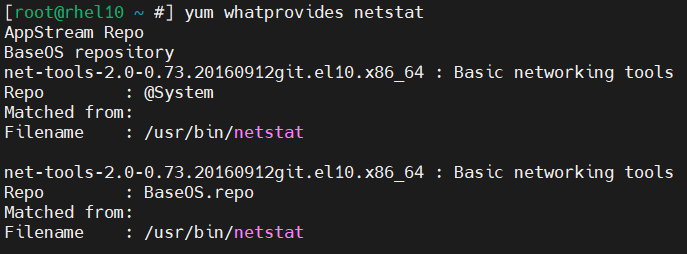 [root@rhel10 ~ #] yum whatprovides netstat
AppStream Repo
BaseOS repository
net-tools-2.0-0.73.20160912git.el10.x86_64 : Basic networking tools
Repo        : @System
Matched from:
Filename    : /usr/bin/netstat

net-tools-2.0-0.73.20160912git.el10.x86_64 : Basic networking tools
Repo        : BaseOS.repo
Matched from:
Filename    : /usr/bin/netstat